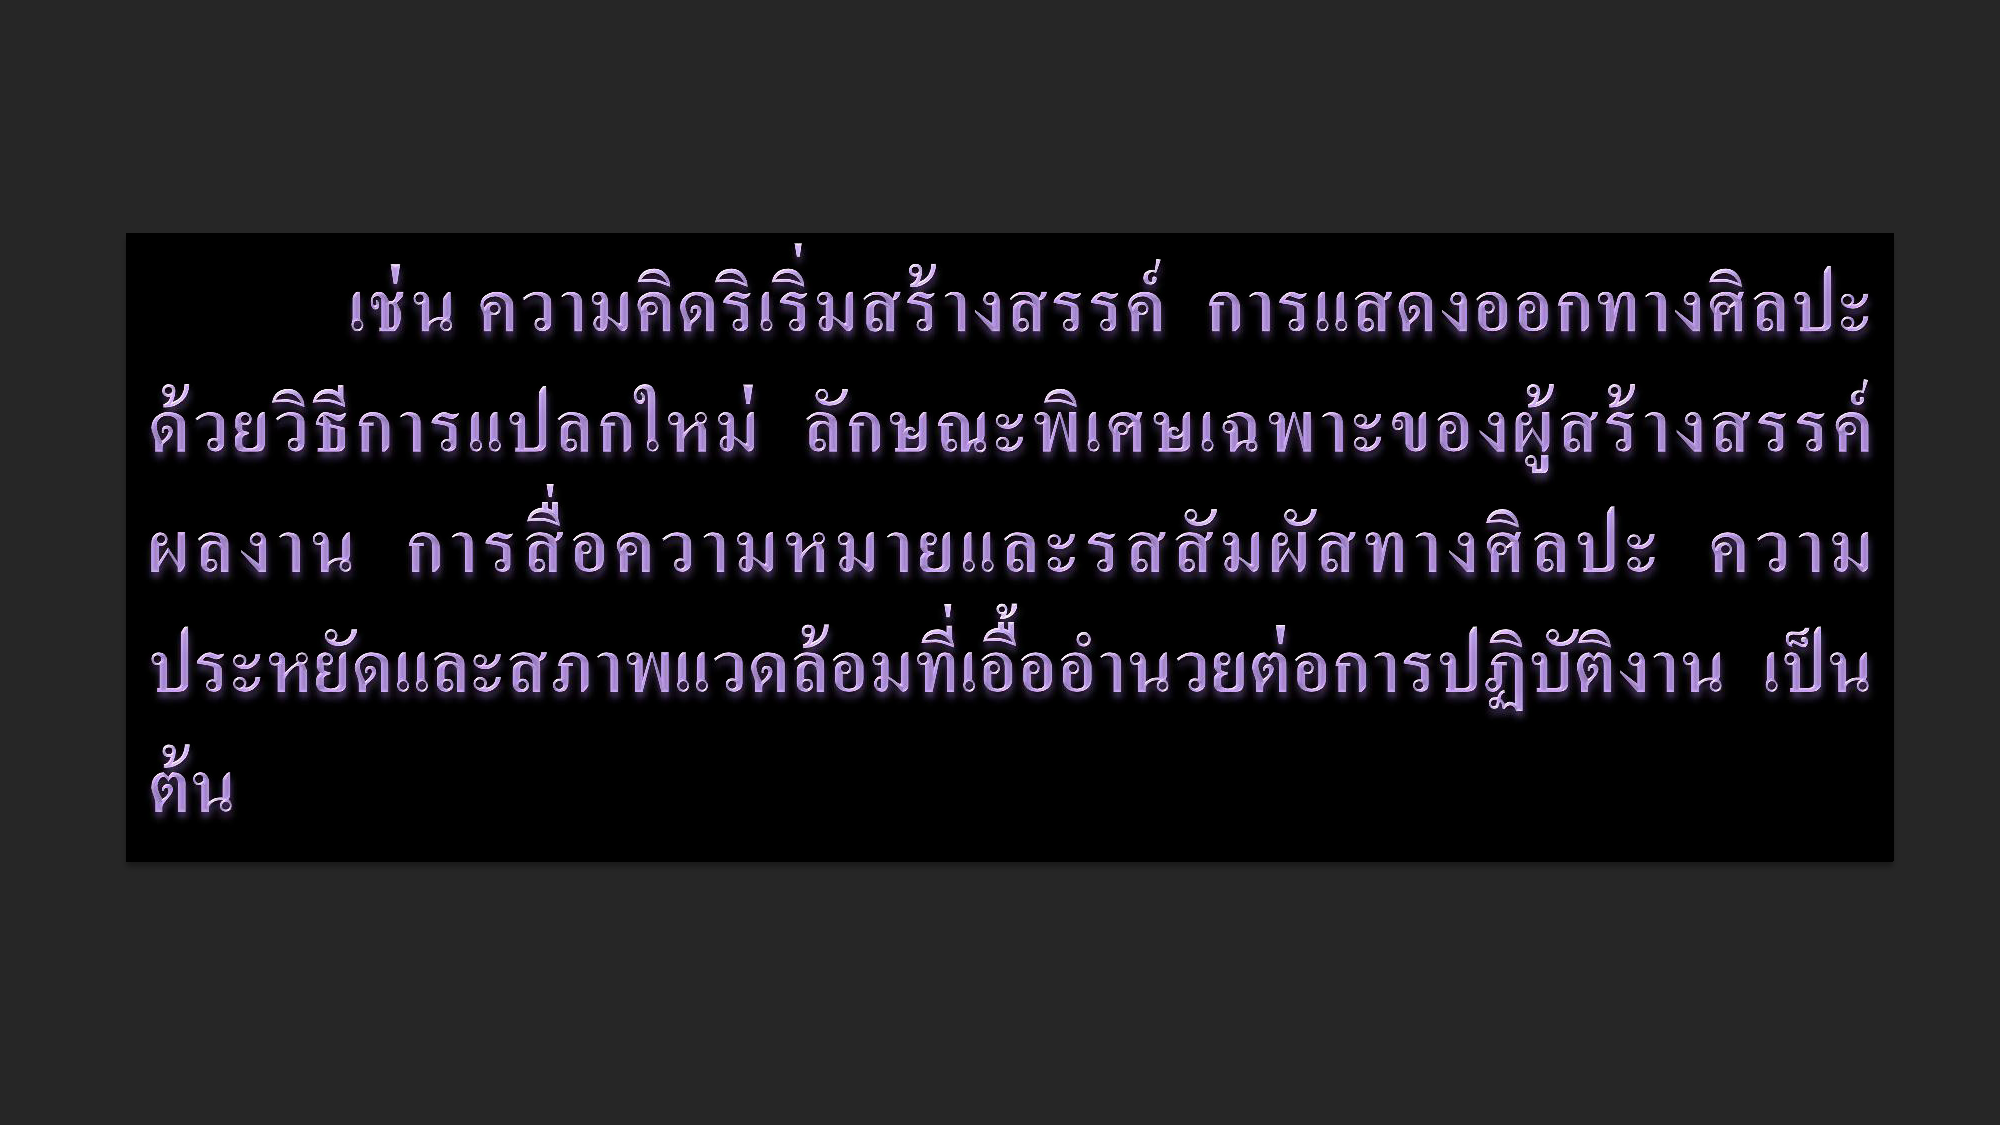 เช่น ความคิดริเริ่มสร้างสรรค์ การแสดงออกทางศิลปะ
ด้วยวิธีการแปลกใหม่ ลักษณะพิเศษเฉพาะของผู้สร้างสรรค์
ผลงาน การสื่อความหมายและรสสัมผัสทางศิลปะ ความ
ประหยัดและสภาพแวดล้อมที่เอื้ออำนวยต่อการปฏิบัติงาน เป็น
ต้น